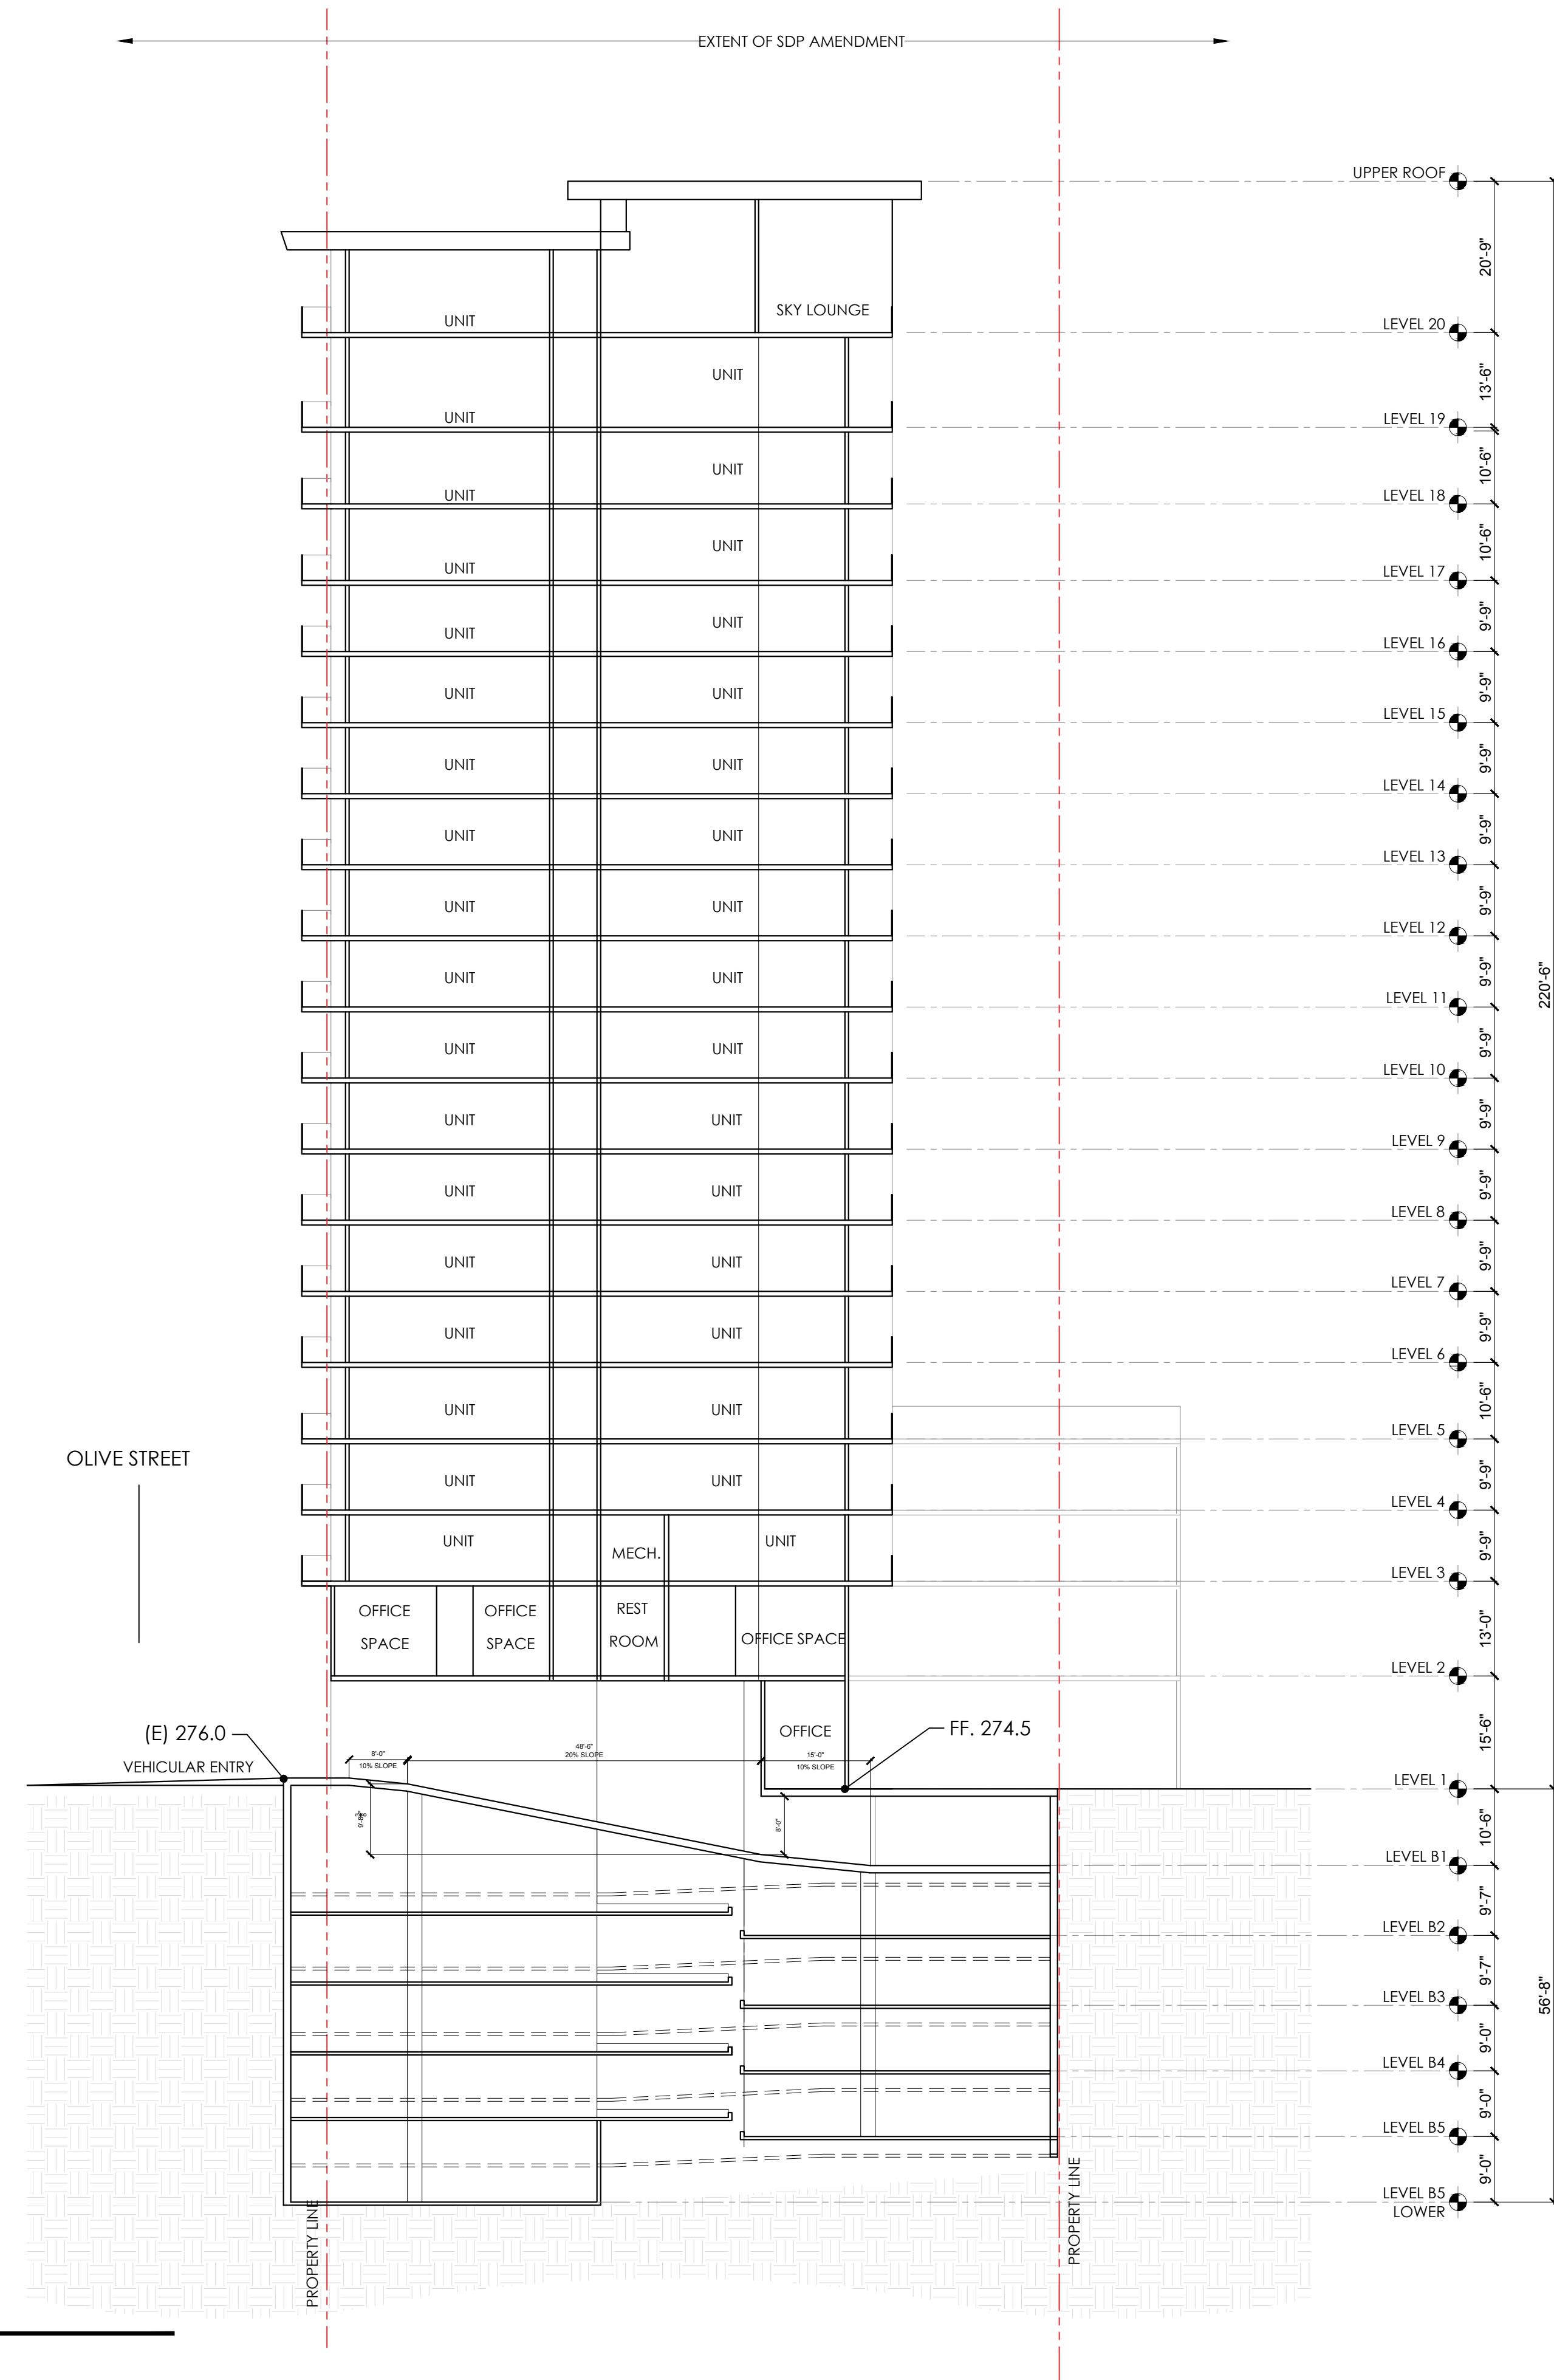 EXTENT OF SDP AMENDMENT
UPPER ROOF
20'-9"
SKY LOUNGE
UNIT
LEVEL 20
UNIT
13'-6"
UNIT
LEVEL 19
UNIT
10'-6"
UNIT
LEVEL 18
UNIT
10'-6"
UNIT
LEVEL 17
UNIT
9'-9"
UNIT
LEVEL 16
UNIT
UNIT
9'-9"
LEVEL 15
UNIT
UNIT
9'-9"
LEVEL 14
UNIT
UNIT
9'-9"
LEVEL 13
UNIT
UNIT
9'-9"
LEVEL 12
UNIT
UNIT
9'-9"
220'-6"
LEVEL 11
UNIT
UNIT
9'-9"
LEVEL 10
UNIT
UNIT
9'-9"
LEVEL 9
UNIT
UNIT
9'-9"
LEVEL 8
UNIT
UNIT
9'-9"
LEVEL 7
UNIT
UNIT
9'-9"
LEVEL 6
UNIT
UNIT
10'-6"
LEVEL 5
OLIVE STREET
UNIT
UNIT
9'-9"
LEVEL 4
UNIT
MECH.
UNIT
9'-9"
LEVEL 3
OFFICE
SPACE
OFFICE
SPACE
REST
ROOM
OFFICE SPACE
13'-0"
LEVEL 2
(E) 276.0
VEHICULAR ENTRY
8'-0"
10% SLOPE
48'-6"
20% SLOPE
15'-0"
10% SLOPE
OFFICE
FF. 274.5
15'-6"
LEVEL 1
8'-0"
10'-6"
LEVEL B1
9'-7"
LEVEL B2
9'-7"
56'-8"
LEVEL B3
9'-0"
LEVEL B4
9'-0"
LEVEL B5
9'-0"
LEVEL B5
LOWER
PROPERTY LINE
PROPERTY LINE